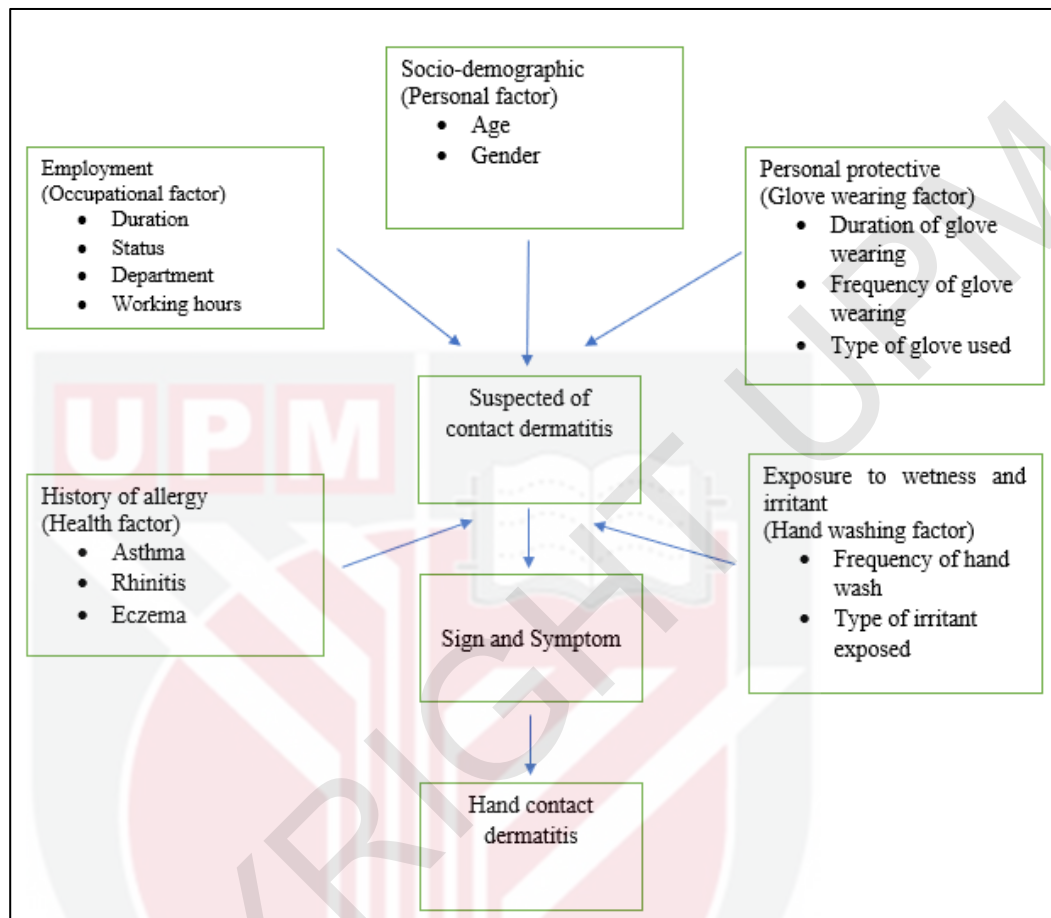 Socio-demographic
(Personal factor)
• Age
• Gender
Employment
(Occupational factor)
• Duration
• Status
• Department
• Working hours
Personal protective
(Glove wearing factor)
• Duration of glove
wearing
• Frequency of glove
wearing
• Type of glove used
Suspected of
contact dermatitis
History of allergy
(Health factor)
• Asthma
• Rhinitis
• Eczema
Exposure to wetness and
irritant
(Hand washing factor)
• Frequency of hand
wash
• Type of irritant
exposed
Sign and Symptom
Hand contact
dermatitis
UPM
YRIGHT UPM